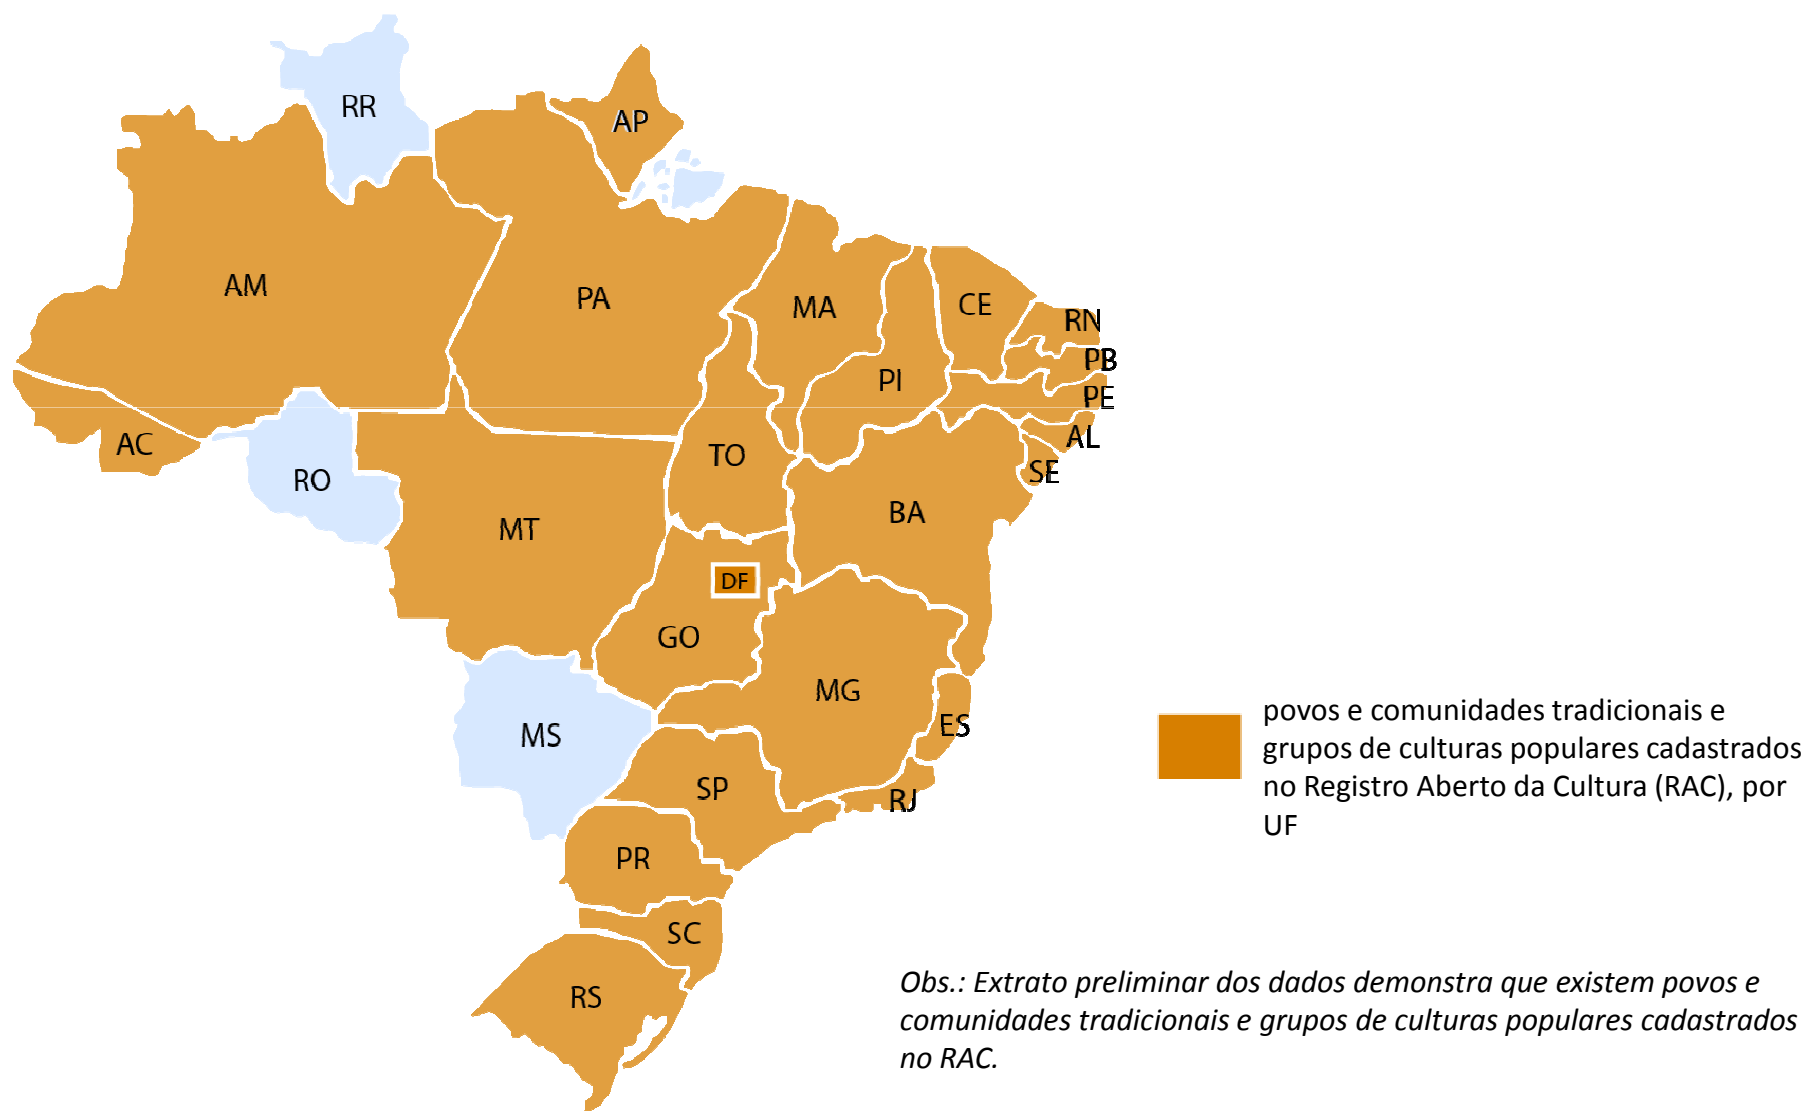 RR
AP
AM
PA
MA
CE
RN
PB
PI
PE
AC
AL
TO
SE
RO
BA
MT
DF
GO
MG
ES
MS
SP
RJ
PR
SC
RS
povos e comunidades tradicionais e
grupos de culturas populares cadastrados
no Registro Aberto da Cultura (RAC), por
UF
Obs.: Extrato preliminar dos dados demonstra que existem povos e
comunidades tradicionais e grupos de culturas populares cadastrados
no RAC.